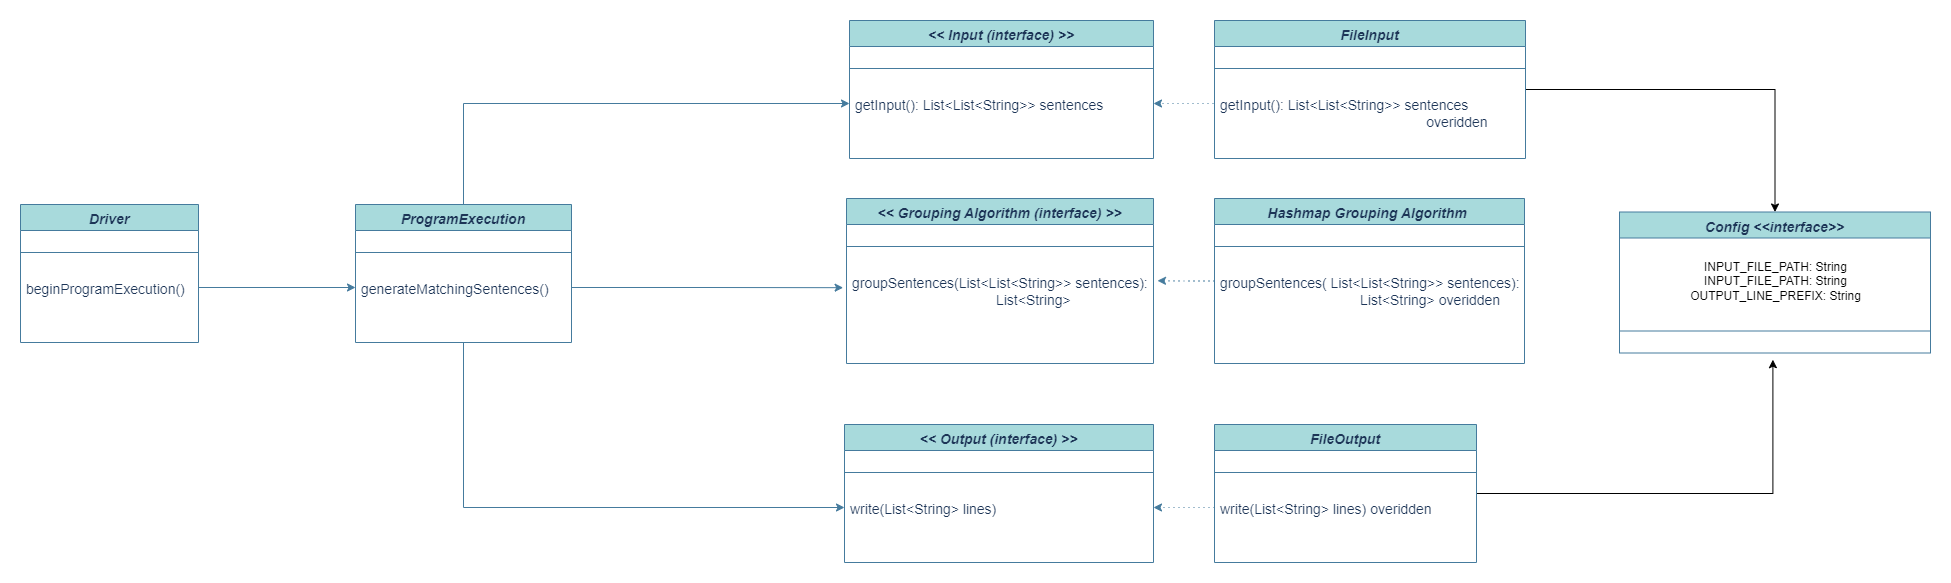 << Input (interface) >>
getInput(): List<List<String>> sentences
FileInput
getInput(): List<List<String>> sentences
overidden
Driver
beginProgramExecution()
ProgramExecution
generateMatchingSentences()
<< Grouping Algorithm (interface) >>
groupSentences(List<List<String>> sentences):
List<String>
Hashmap Grouping Algorithm
groupSentences( List<List<String>> sentences):
List<String> overidden
Config <<interface>>
INPUT_FILE_PATH: String
INPUT_FILE_PATH: String
OUTPUT_LINE_PREFIX: String
<< Output (interface) >>
write(List<String> lines)
FileOutput
write(List<String> lines) overidden